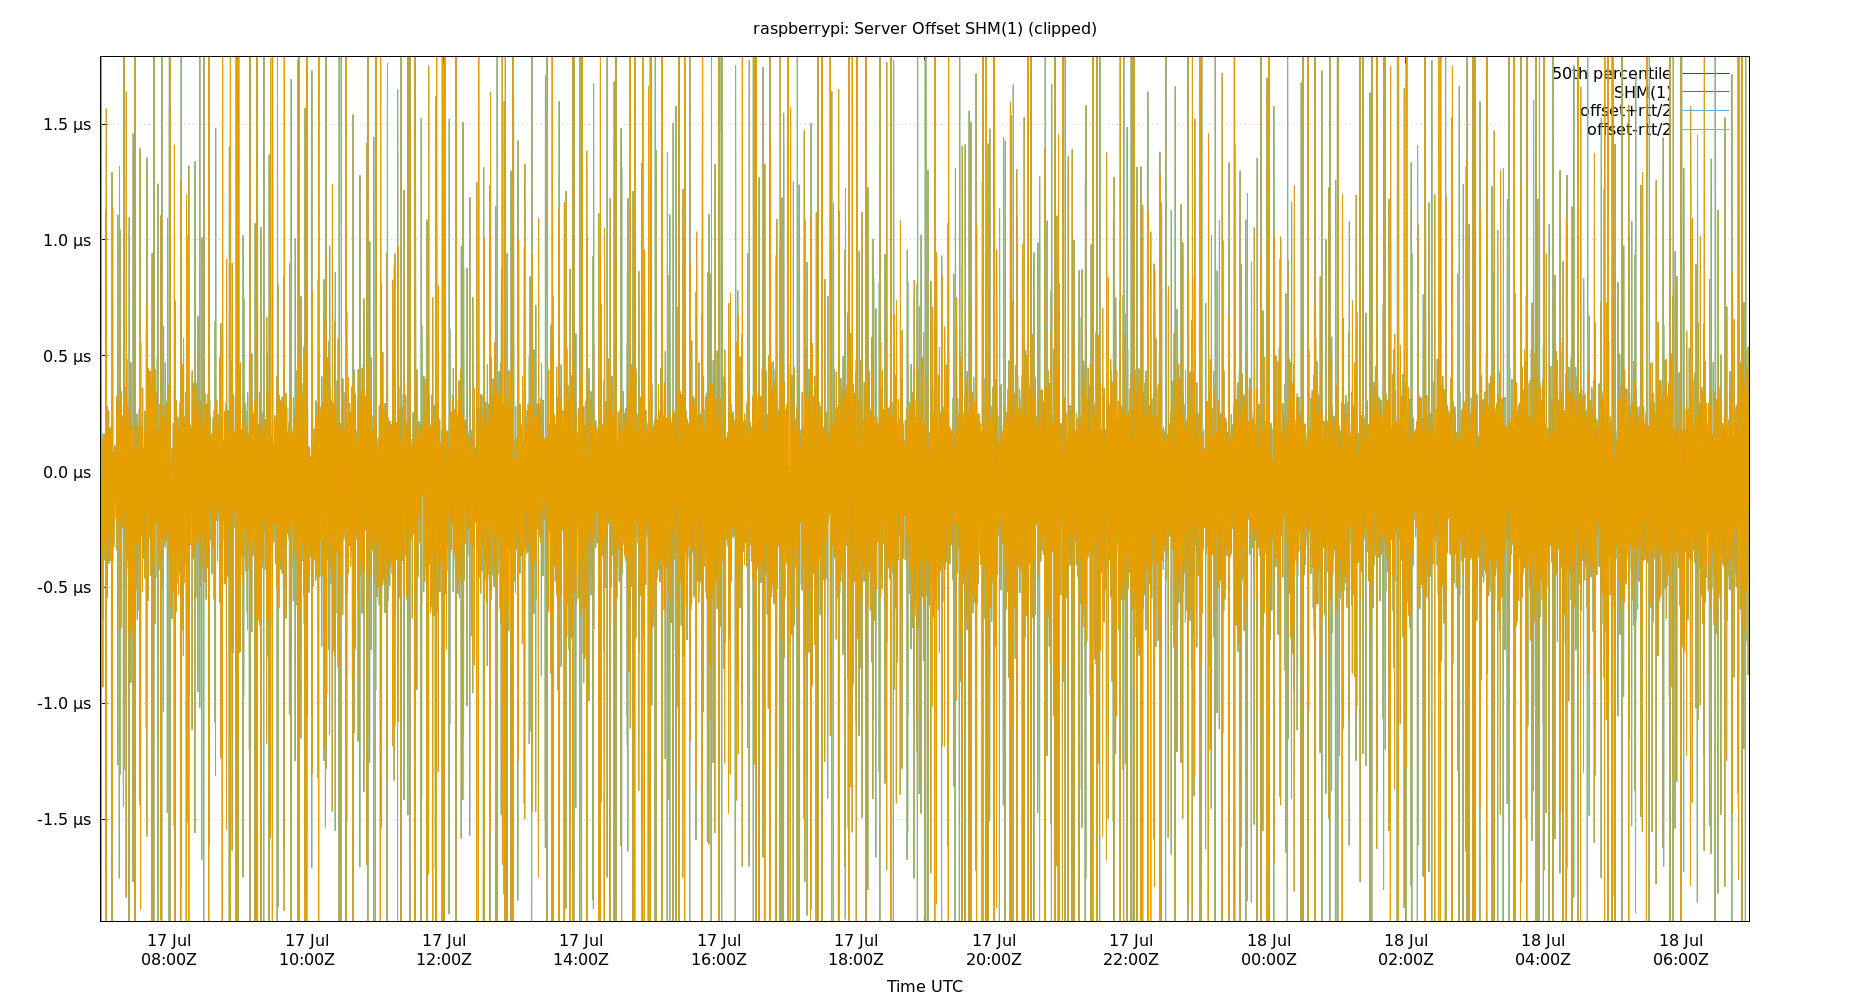 raspberrypi: Server Offset SHM(1) (clipped)
50th percentile
SHM(1)
offset+rtt/2
offset-rtt/2
1.5 µs
1.0 µs
0.5 µs
0.0 µs
-0.5 µs
-1.0 µs
-1.5 µs
17 Jul 17 Jul 17 Jul 17 Jul 17 Jul 17 Jul 17 Jul 17 Jul 18 Jul 18 Jul 18 Jul 18 Jul
08:00Z 10:00Z 12:00Z 14:00Z 16:00Z 18:00Z 20:00Z 22:00Z 00:00Z 02:00Z 04:00Z 06:00Z
Time UTC